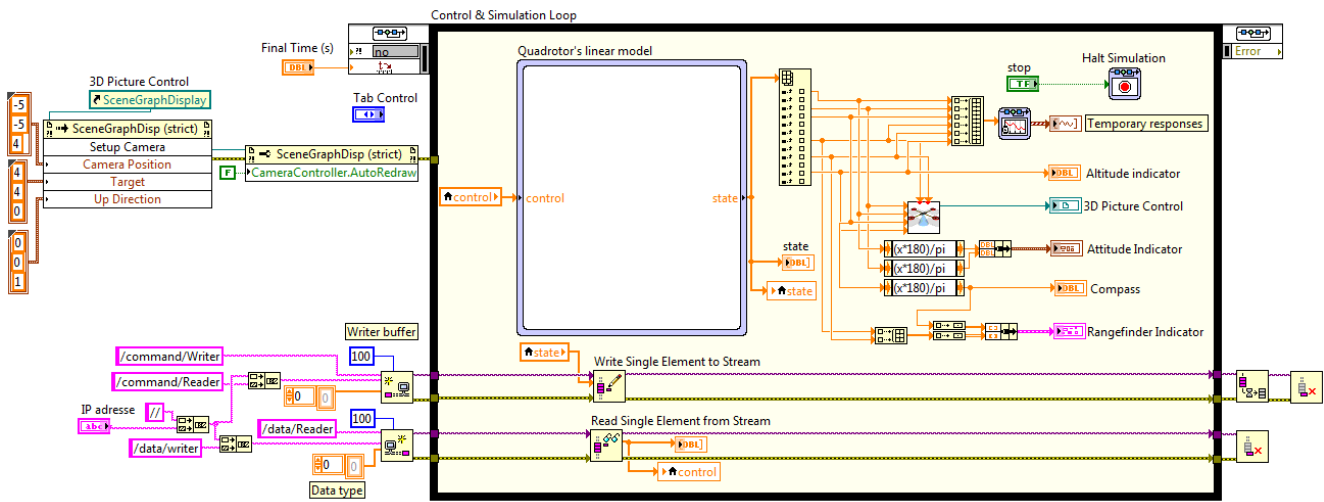 Control & Simulation Loop
Final Time (s)
DBL
?!
no
Error
Quadrotor's linear model
3D Picture Control
SceneGraphDisplay
Tab Control
stop
TF
Halt Simulation
-5
-5
4
SceneGraphDisp (strict)
Setup Camera
Camera Position
Target
Up Direction
SceneGraphDisp (strict)
F
CameraController.AutoRedraw
4
4
0
0
0
1
control
control
state
Temporary responses
DBL
Altitude indicator
3D Picture Control
state
DBL
state
(x*180)/pi
(x*180)/pi
(x*180)/pi
DBL
DBL
Attitude Indicator
DBL
Compass
Rangefinder Indicator
Writer buffer
100
/command/Writer
/command/Reader
state
Write Single Element to Stream
0
0
IP adresse
abc
//
/data/writer
100
/data/Reader
Read Single Element from Stream
DBL
control
0
0
Data type